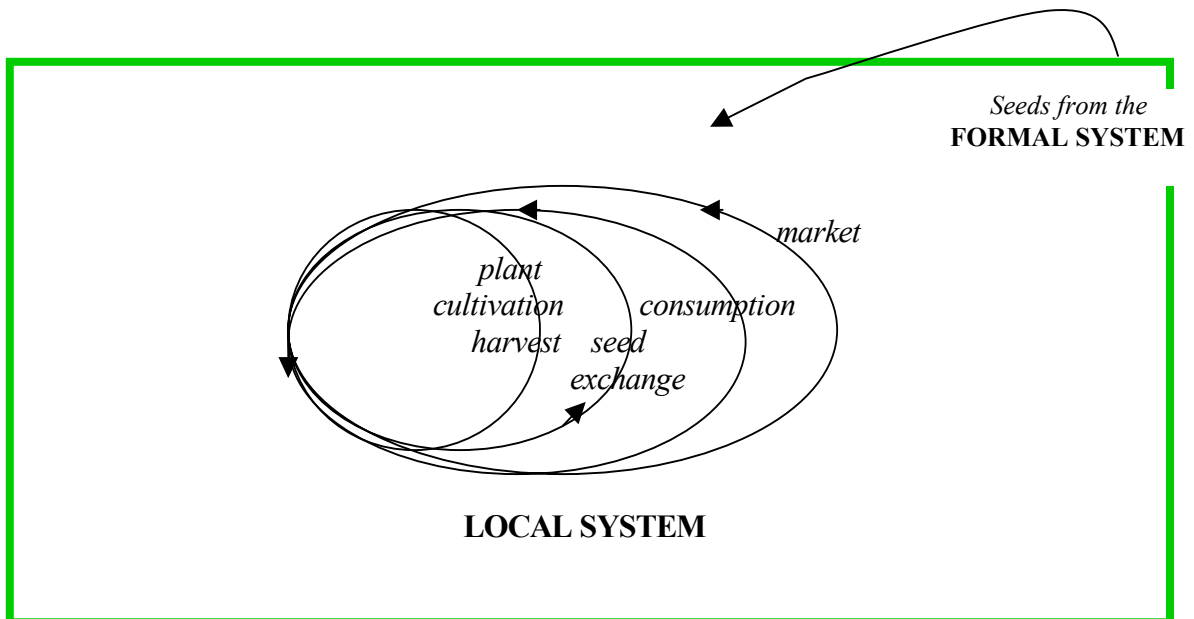 Seeds from the
FORMAL SYSTEM
market
plant
cultivation
harvest
seed
exchange
consumption
LOCAL SYSTEM